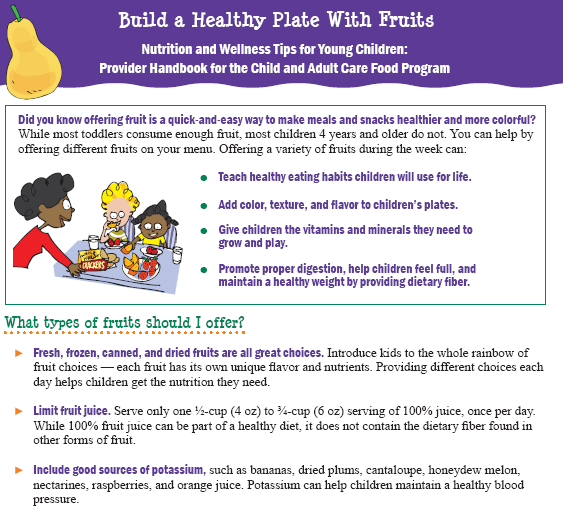 Build a Healthy Plate With Fruits
Nutrition and Wellness Tips for Young Children:
Provider Handbook for the Child and Adult Care Food Program
Did you know offering fruit is a quick-and-easy way to make meals and snacks healthier and more colorful?
While most toddlers consume enough fruit, most children 4 years and older do not. You can help by
offering different fruits on your menu. Offering a variety of fruits during the week can:
● Teach healthy eating habits children will use for life.
● Add color, texture, and flavor to children's plates.
● Give children the vitamins and minerals they need to
grow and play.
● Promote proper digestion, help children feel full, and
maintain a healthy weight by providing dietary fiber.
CRACKERS
What types of fruits should I offer?
► Fresh, frozen, canned, and dried fruits are all great choices. Introduce kids to the whole rainbow of
fruit choices — each fruit has its own unique flavor and nutrients. Providing different choices each
day helps children get the nutrition they need.
► Limit fruit juice. Serve only one ½-cup (4 oz) to ¾-cup (6 oz) serving of 100% juice, once per day.
While 100% fruit juice can be part of a healthy diet, it does not contain the dietary fiber found in
other forms of fruit.
► Include good sources of potassium, such as bananas, dried plums, cantaloupe, honeydew melon,
nectarines, raspberries, and orange juice. Potassium can help children maintain a healthy blood
pressure.